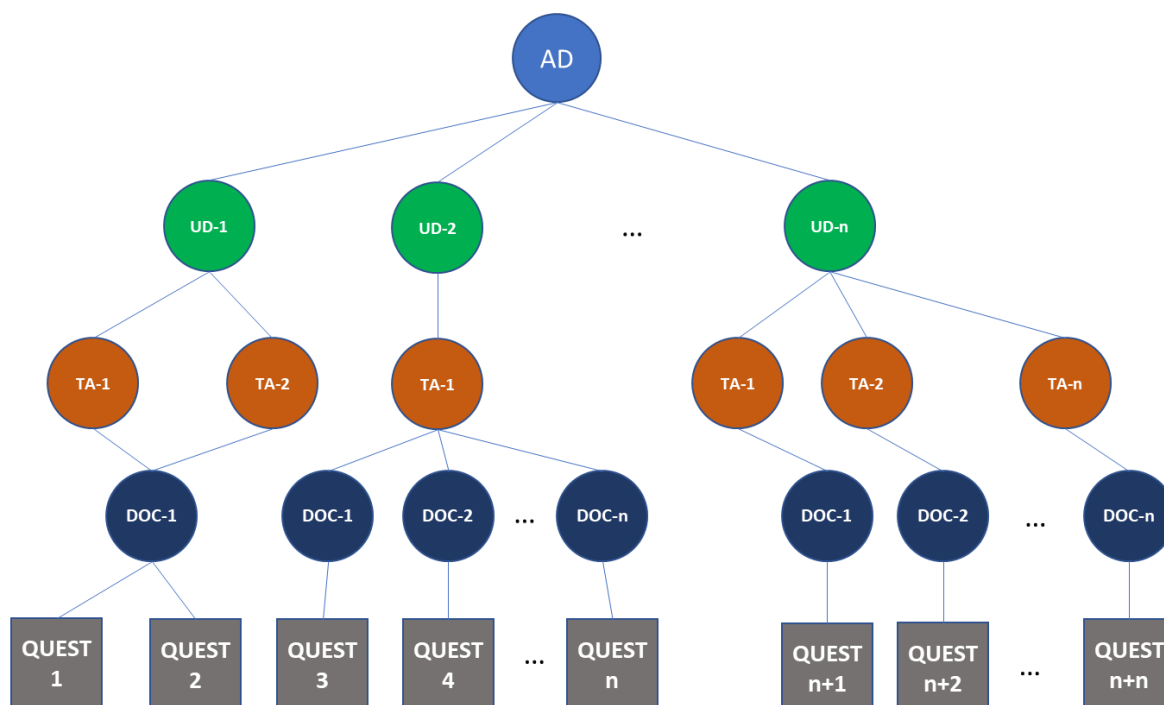 AD
UD-1
UD-2
...
UD-n
TA-1
TA-2
TA-1
TA-1
TA-2
TA-n
DOC-1
DOC-1
DOC-2
...
DOC-n
DOC-1
DOC-2
...
DOC-n
QUEST
1
QUEST
2
QUEST
3
QUEST
4
...
QUEST
n
QUEST
n+1
QUEST
n+2
...
QUEST
n+n